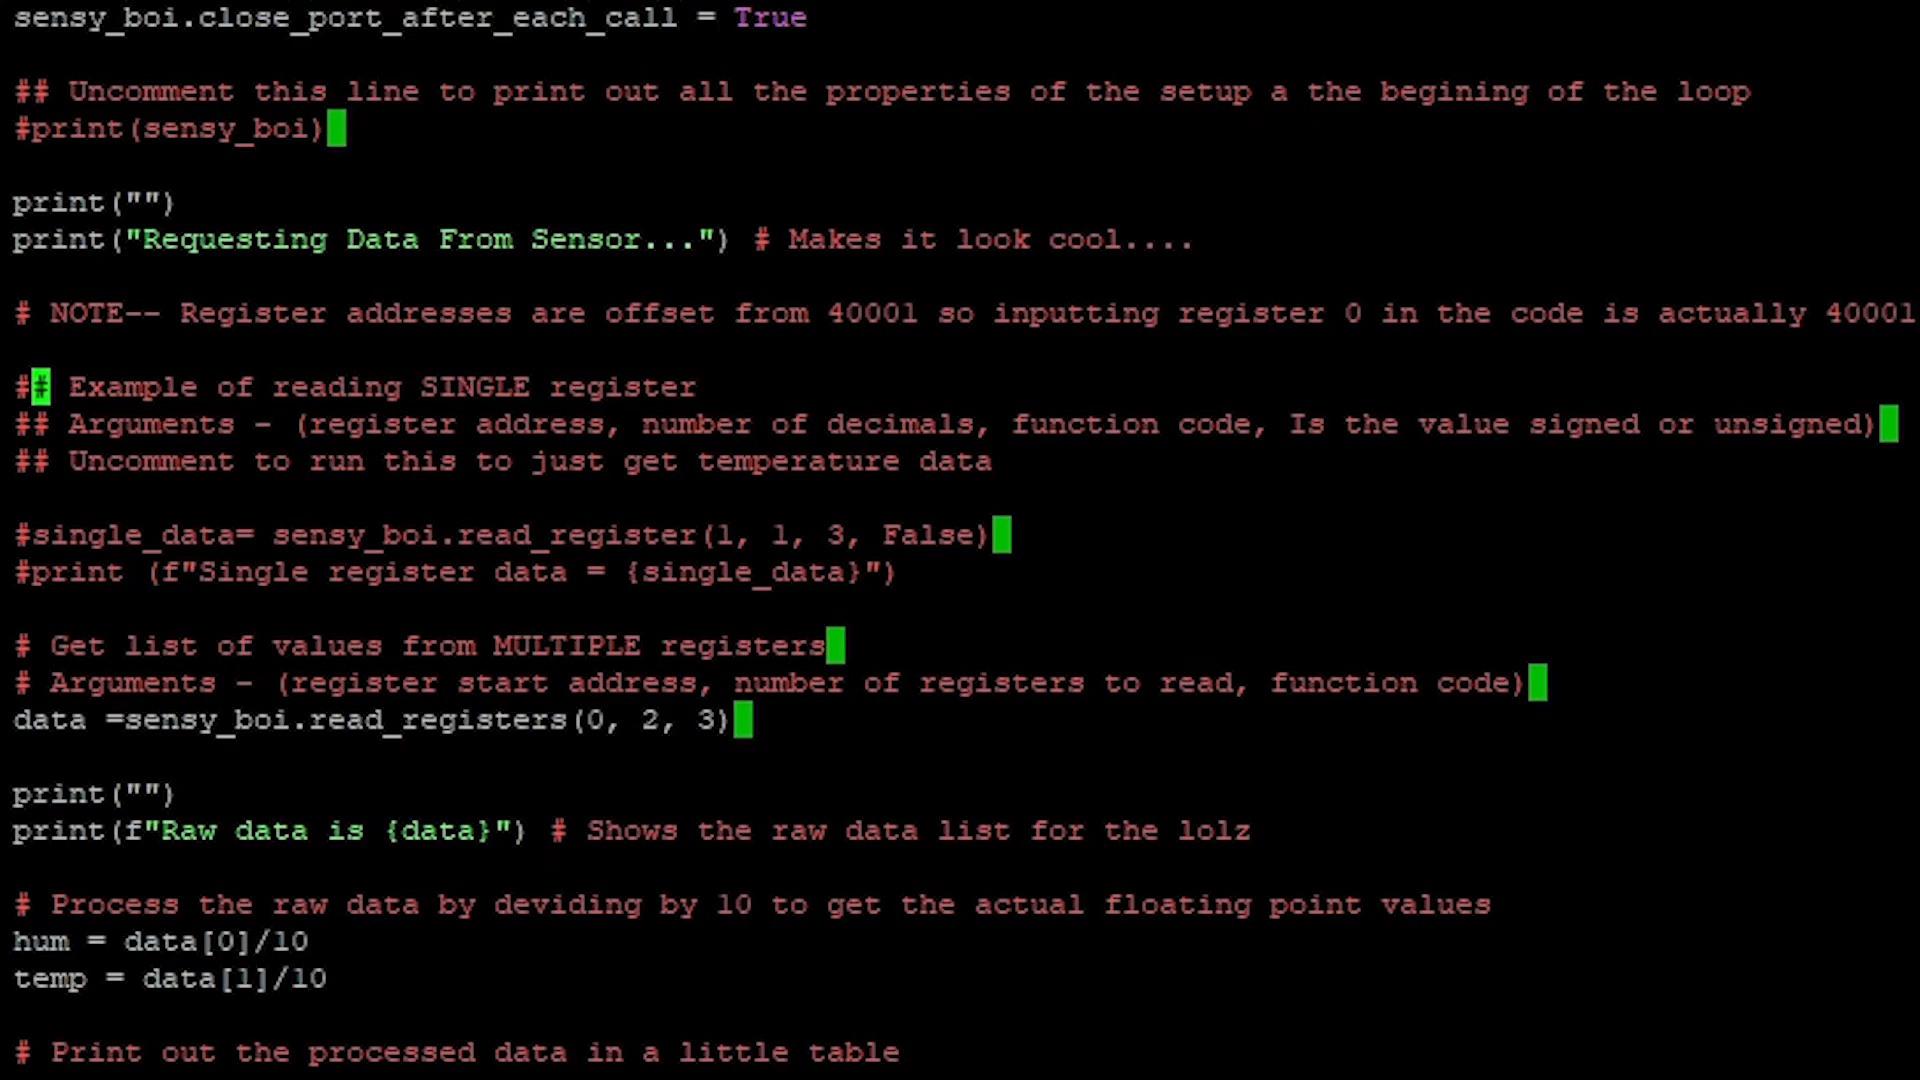 sensy_boi.close_port_after_each_call = True
## Uncomment this line to print out all the properties of the setup a the begining of the loop
#print(sensy_boi)
print("")
print("Requesting Data From Sensor...") # Makes it look cool....
# NOTE-- Register addresses are offset from 40001 so inputting register 0 in the code is actually 40001
## Example of reading SINGLE register
## Arguments - (register address, number of decimals, function code, Is the value signed or unsigned)
## Uncomment to run this to just get temperature data
#single_data= sensy_boi.read_register(1, 1, 3, False)
#print (f"Single register data = {single_data}")
# Get list of values from MULTIPLE registers
# Arguments - (register start address, number of registers to read, function code)
data =sensy_boi.read_registers(0, 2, 3)
print("")
print(f"Raw data is {data}") # Shows the raw data list for the lolz
# Process the raw data by deviding by 10 to get the actual floating point values
hum = data[0]/10
temp = data[1]/10
# Print out the processed data in a little table